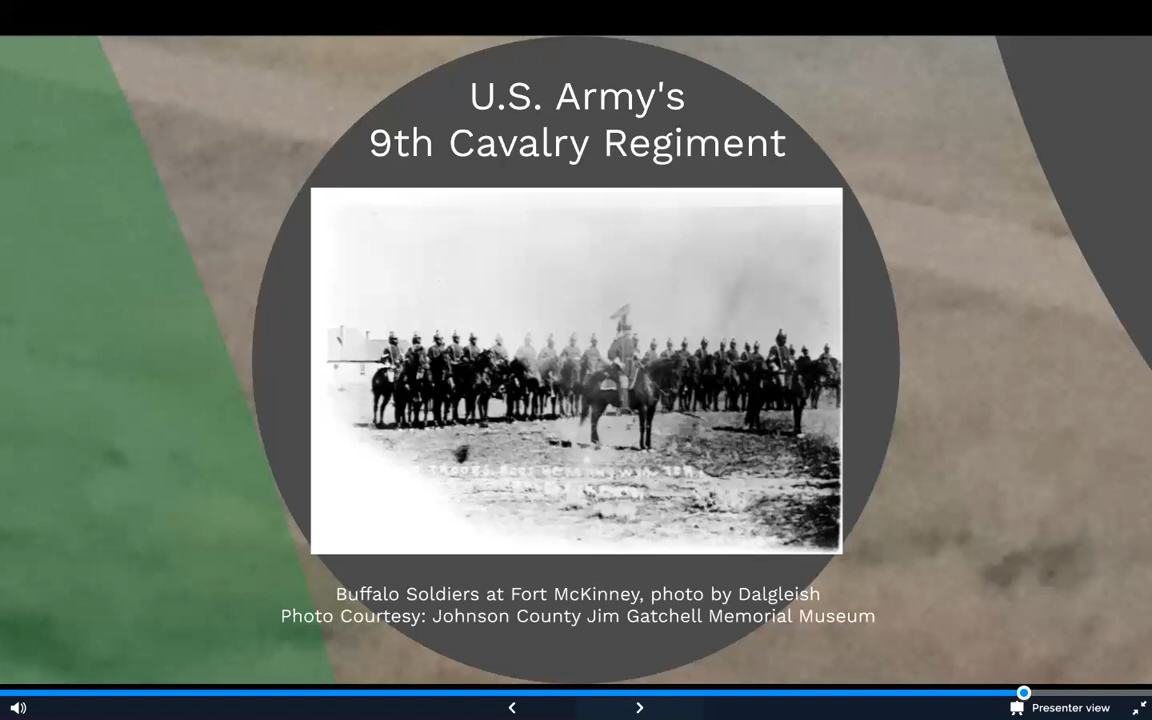 U.S. Army's
9th Cavalry Regiment
Buffalo Soldiers at Fort McKinney, photo by Dalgleish
Photo Courtesy: Johnson County Jim Gatchell Memorial Museum
Presenter view